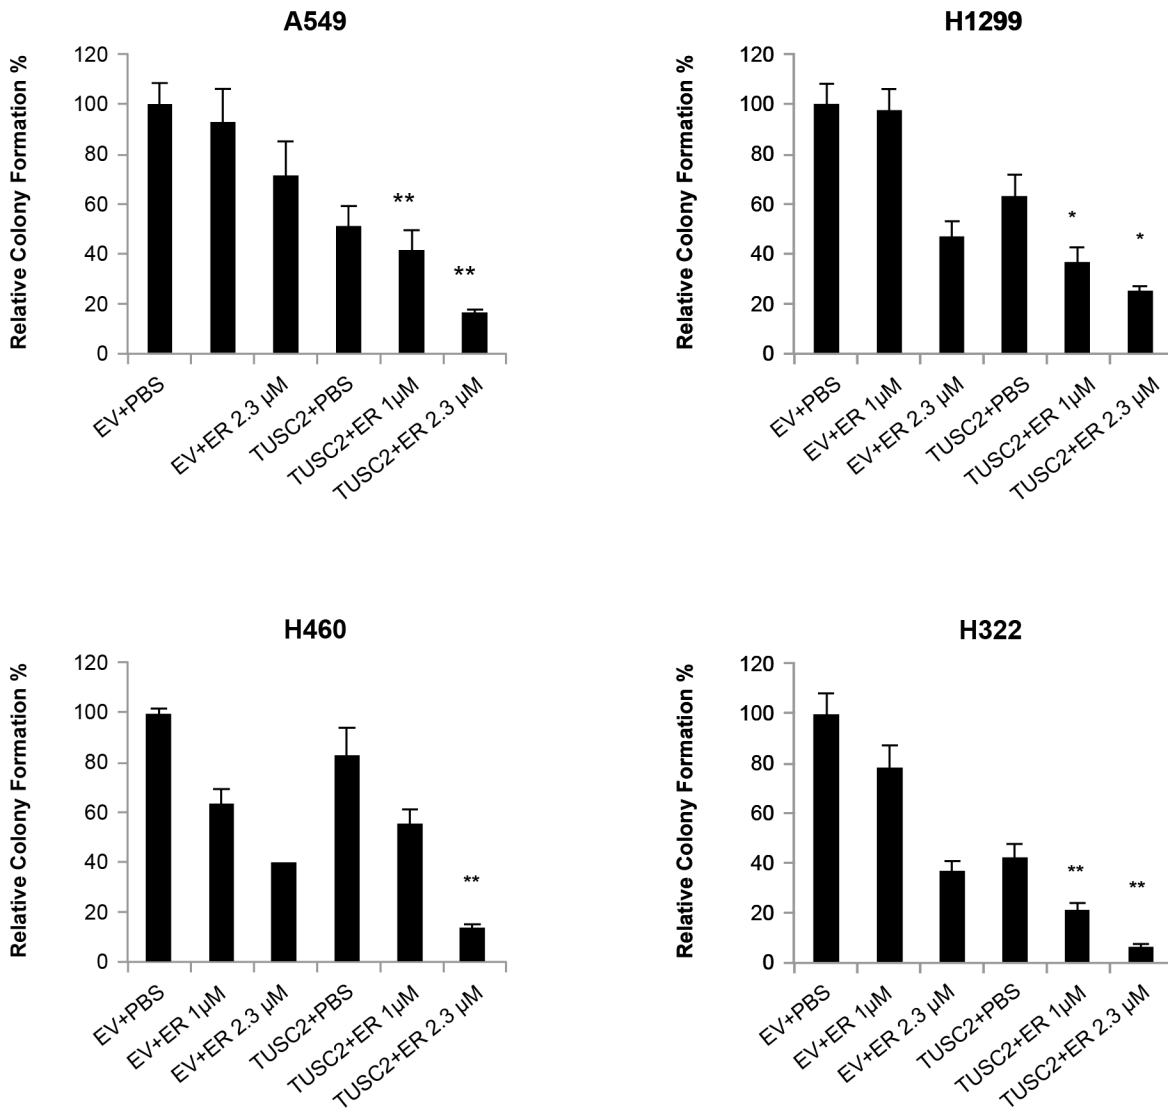 A549
Relative Colony Formation %
120
100
80
60
40
20
0
**
**
EV+PBS
EV+ER 2.3 µM
TUSC2+PBS
TUSC2+ER 1µM
TUSC2+ER 2.3 µM
H1299
Relative Colony Formation %
120
100
80
60
40
20
0
*
*
EV+PBS
EV+ER 1µM
EV+ER 2.3 µM
TUSC2+PBS
TUSC2+ER 1µM
TUSC2+ER 2.3 µM
H460
Relative Colony Formation %
120
100
80
60
40
20
0
**
EV+PBS
EV+ER 1µM
EV+ER 2.3 µM
TUSC2+PBS
TUSC2+ER 1µM
TUSC2+ER 2.3 µM
H322
Relative Colony Formation %
120
100
80
60
40
20
0
**
**
EV+PBS
EV+ER 1µM
EV+ER 2.3 µM
TUSC2+PBS
TUSC2+ER 1µM
TUSC2+ER 2.3 µM